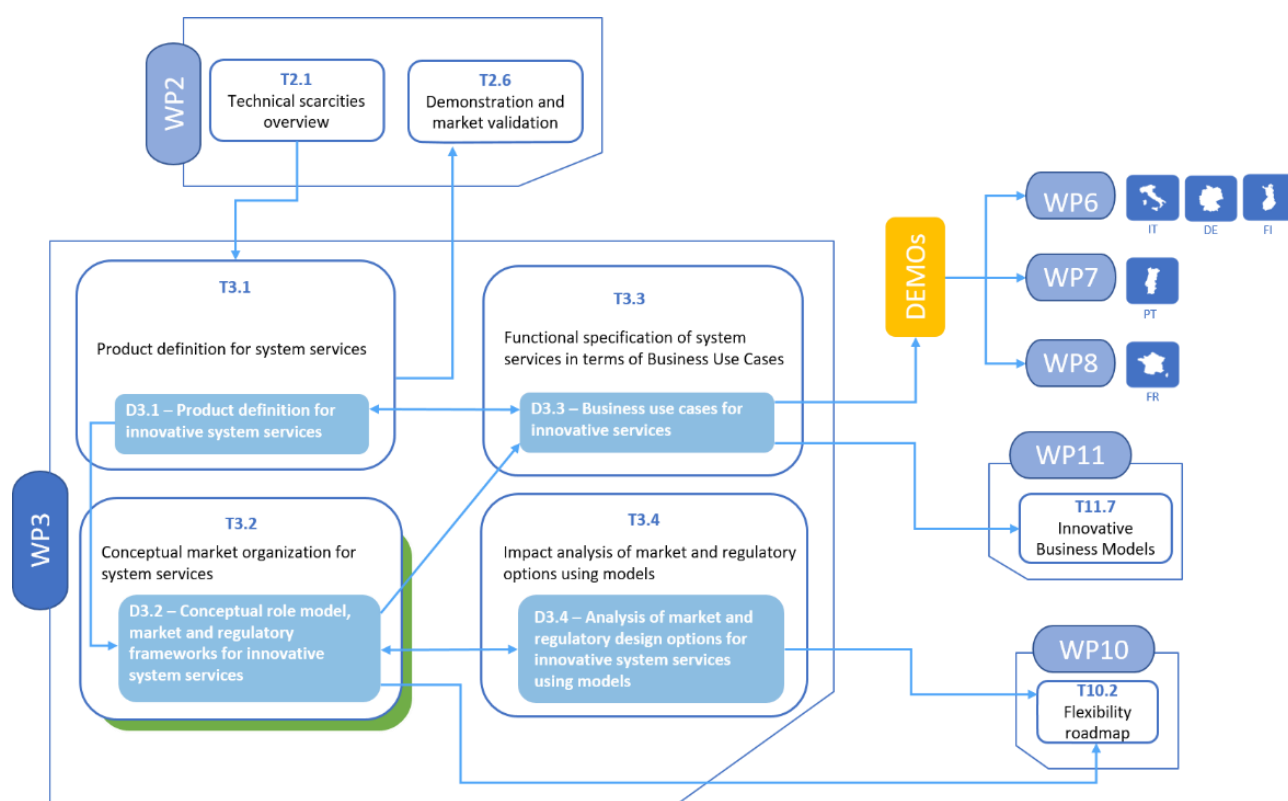 WP2
T2.1
Technical scarcities
overview
T2.6
Demonstration and
market validation
WP3
T3.1
Product definition for system services
D3.1 – Product definition for
innovative system services
T3.3
Functional specification of system
services in terms of Business Use Cases
D3.3 – Business use cases for
innovative services
T3.2
Conceptual market organization for
system services
D3.2 – Conceptual role model,
market and regulatory
frameworks for innovative
system services
T3.4
Impact analysis of market and regulatory
options using models
D3.4 – Analysis of market and
regulatory design options for
innovative system services
using models
DEMOs
WP6
IT
DE
FI
WP7
PT
WP8
FR
WP11
T11.7
Innovative
Business Models
WP10
T10.2
Flexibility
roadmap